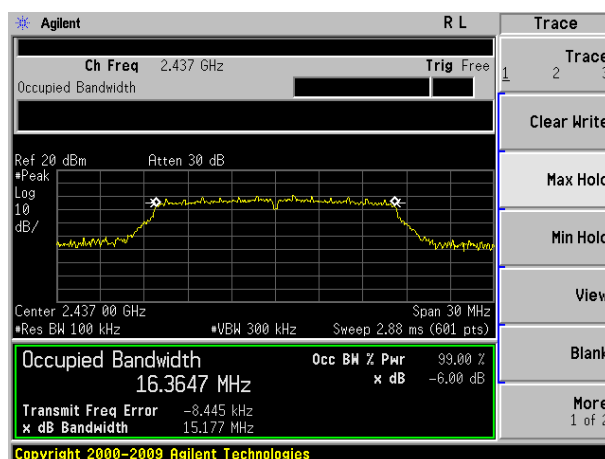 Agilent R L Trace
Ch Freq 2.437 GHz Trig Free
Occupied Bandwidth
Trace
1 2 3
Clear Write
Max Hold
Min Hold
View
Blank
More
1 of 2
Ref 20 dBm Atten 30 dB
#Peak
Log
10
dB/
Center 2.437 00 GHz Span 30 MHz
#Res BW 100 kHz #VBW 300 kHz Sweep 2.88 ms (601 pts)
Occupied Bandwidth Occ BW % Pwr 99.00 %
16.3647 MHz x dB -6.00 dB
Transmit Freq Error -8.445 kHz
x dB Bandwidth 15.177 MHz
Copyright 2000-2009 Agilent Technologies